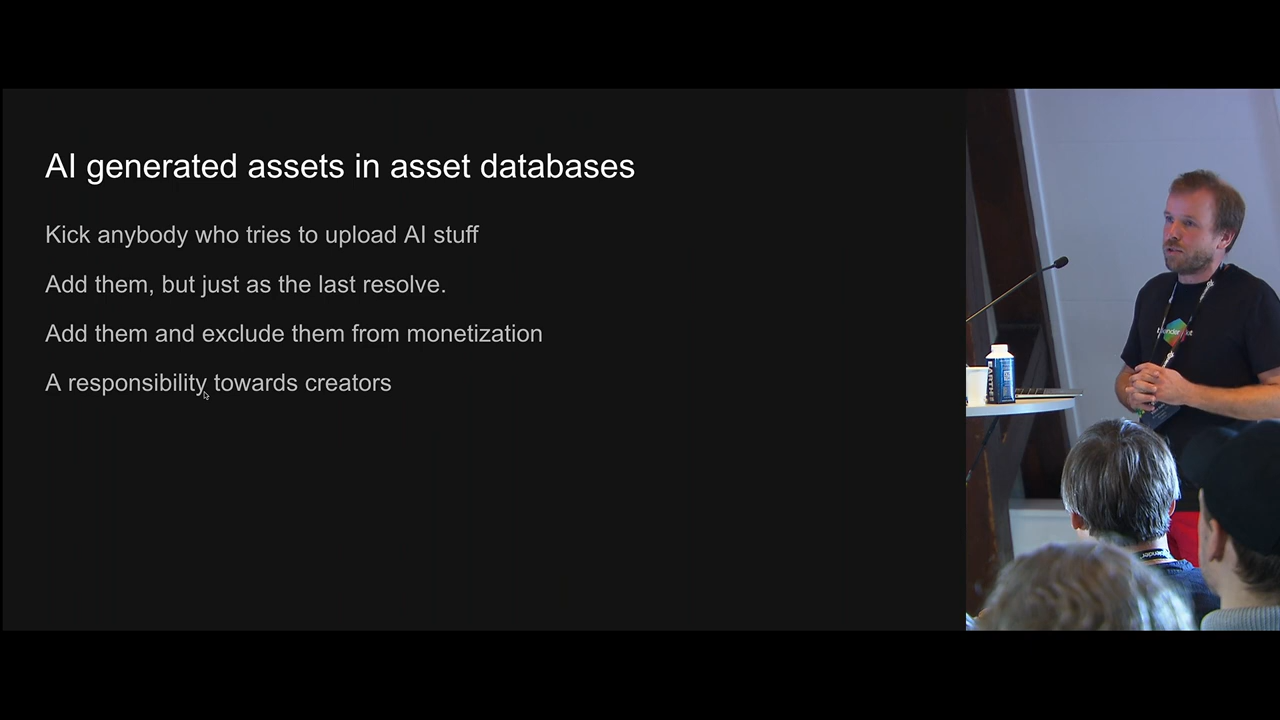 AI generated assets in asset databases
Kick anybody who tries to upload AI stuff
Add them, but just as the last resolve.
Add them and exclude them from monetization
A responsibility towards creators
EARTH